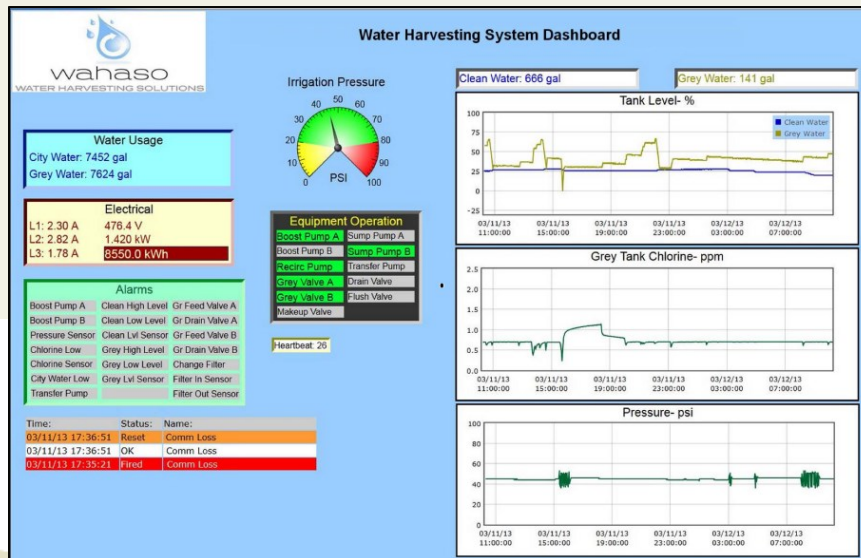 Water Harvesting System Dashboard
wahaso
WATER HARVESTING SOLUTIONS
Irrigation Pressure
0 10 20 30 40 50 60 70 80 90 100
PSI
Clean Water: 666 gal
Grey Water: 141 gal
Water Usage
City Water: 7452 gal
Grey Water: 7624 gal
Electrical
L1: 2.30 A 476.4 V
L2: 2.82 A 1.420 kW
L3: 1.78 A 8550.0 kWh
Equipment Operation
Boost Pump A Sump Pump A
Boost Pump B Sump Pump B
Recirc Pump Transfer Pump
Grey Valve A Drain Valve
Grey Valve B Flush Valve
Makeup Valve
Heartbeat: 26
Alarms
Boost Pump A Clean High Level Gr Feed Valve A
Boost Pump B Clean Low Level Gr Drain Valve A
Pressure Sensor Clean Lvl Sensor Gr Feed Valve B
Chlorine Low Grey High Level Gr Drain Valve B
Chlorine Sensor Grey Low Level Change Filter
City Water Low Grey Lvl Sensor Filter In Sensor
Transfer Pump Filter Out Sensor
Time: Status: Name:
03/11/13 17:36:51 Reset Comm Loss
03/11/13 17:36:51 OK Comm Loss
03/11/13 17:35:21 Fired Comm Loss
Tank Level- %
Clean Water
Grey Water
100
75
50
25
0
-25
03/11/13 03/11/13 03/11/13 03/11/13 03/12/13 03/12/13
11:00:00 15:00:00 19:00:00 23:00:00 03:00:00 07:00:00
Grey Tank Chlorine- ppm
2.5
2.0
1.5
1.0
0.5
0.0
03/11/13 03/11/13 03/11/13 03/11/13 03/12/13 03/12/13
11:00:00 15:00:00 19:00:00 23:00:00 03:00:00 07:00:00
Pressure- psi
100
80
60
40
20
0
03/11/13 03/11/13 03/11/13 03/11/13 03/12/13 03/12/13
11:00:00 15:00:00 19:00:00 23:00:00 03:00:00 07:00:00